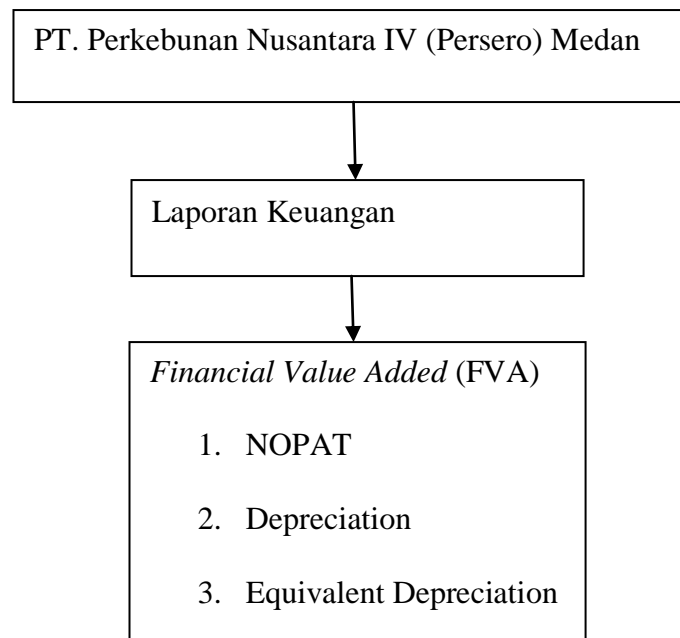 PT. Perkebunan Nusantara IV (Persero) Medan
Laporan Keuangan
Financial Value Added (FVA)
1. NOPAT
2. Depreciation
3. Equivalent Depreciation